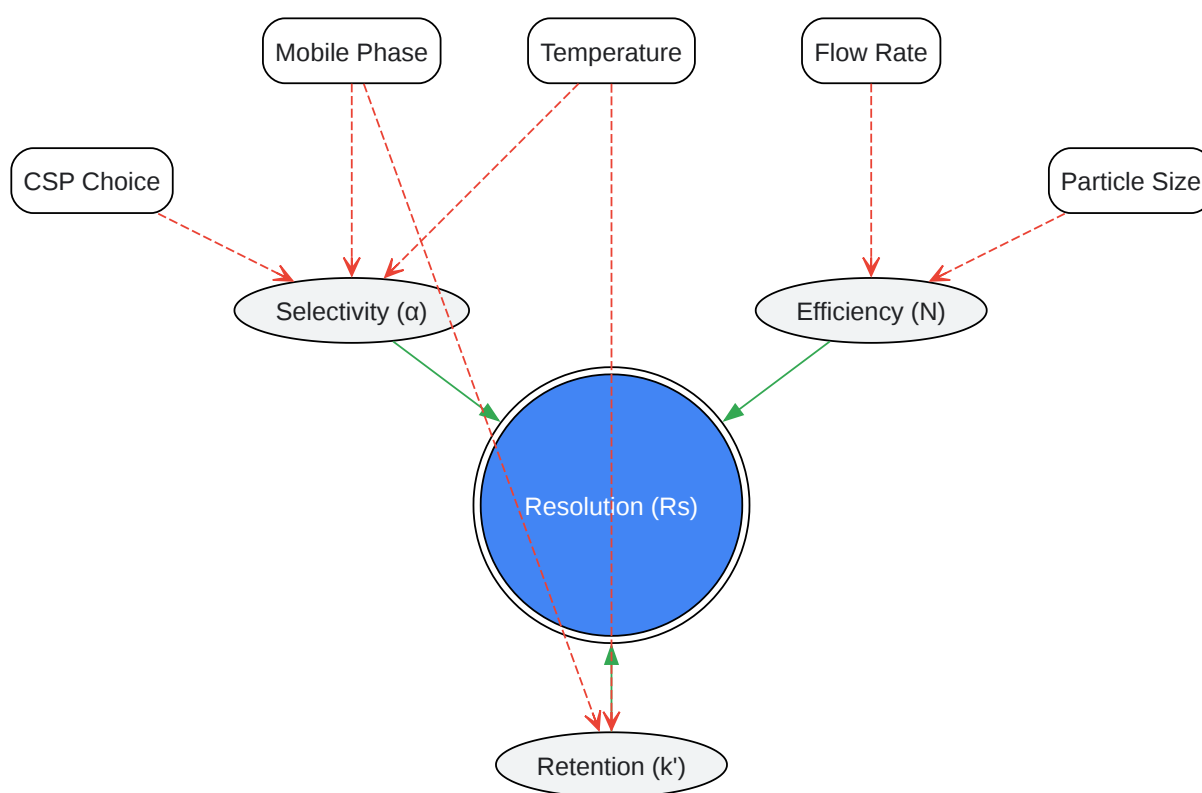 Mobile Phase
Temperature
Flow Rate
CSP Choice
Particle Size
Selectivity (α)
Efficiency (N)
Resolution (Rs)
Retention (k')